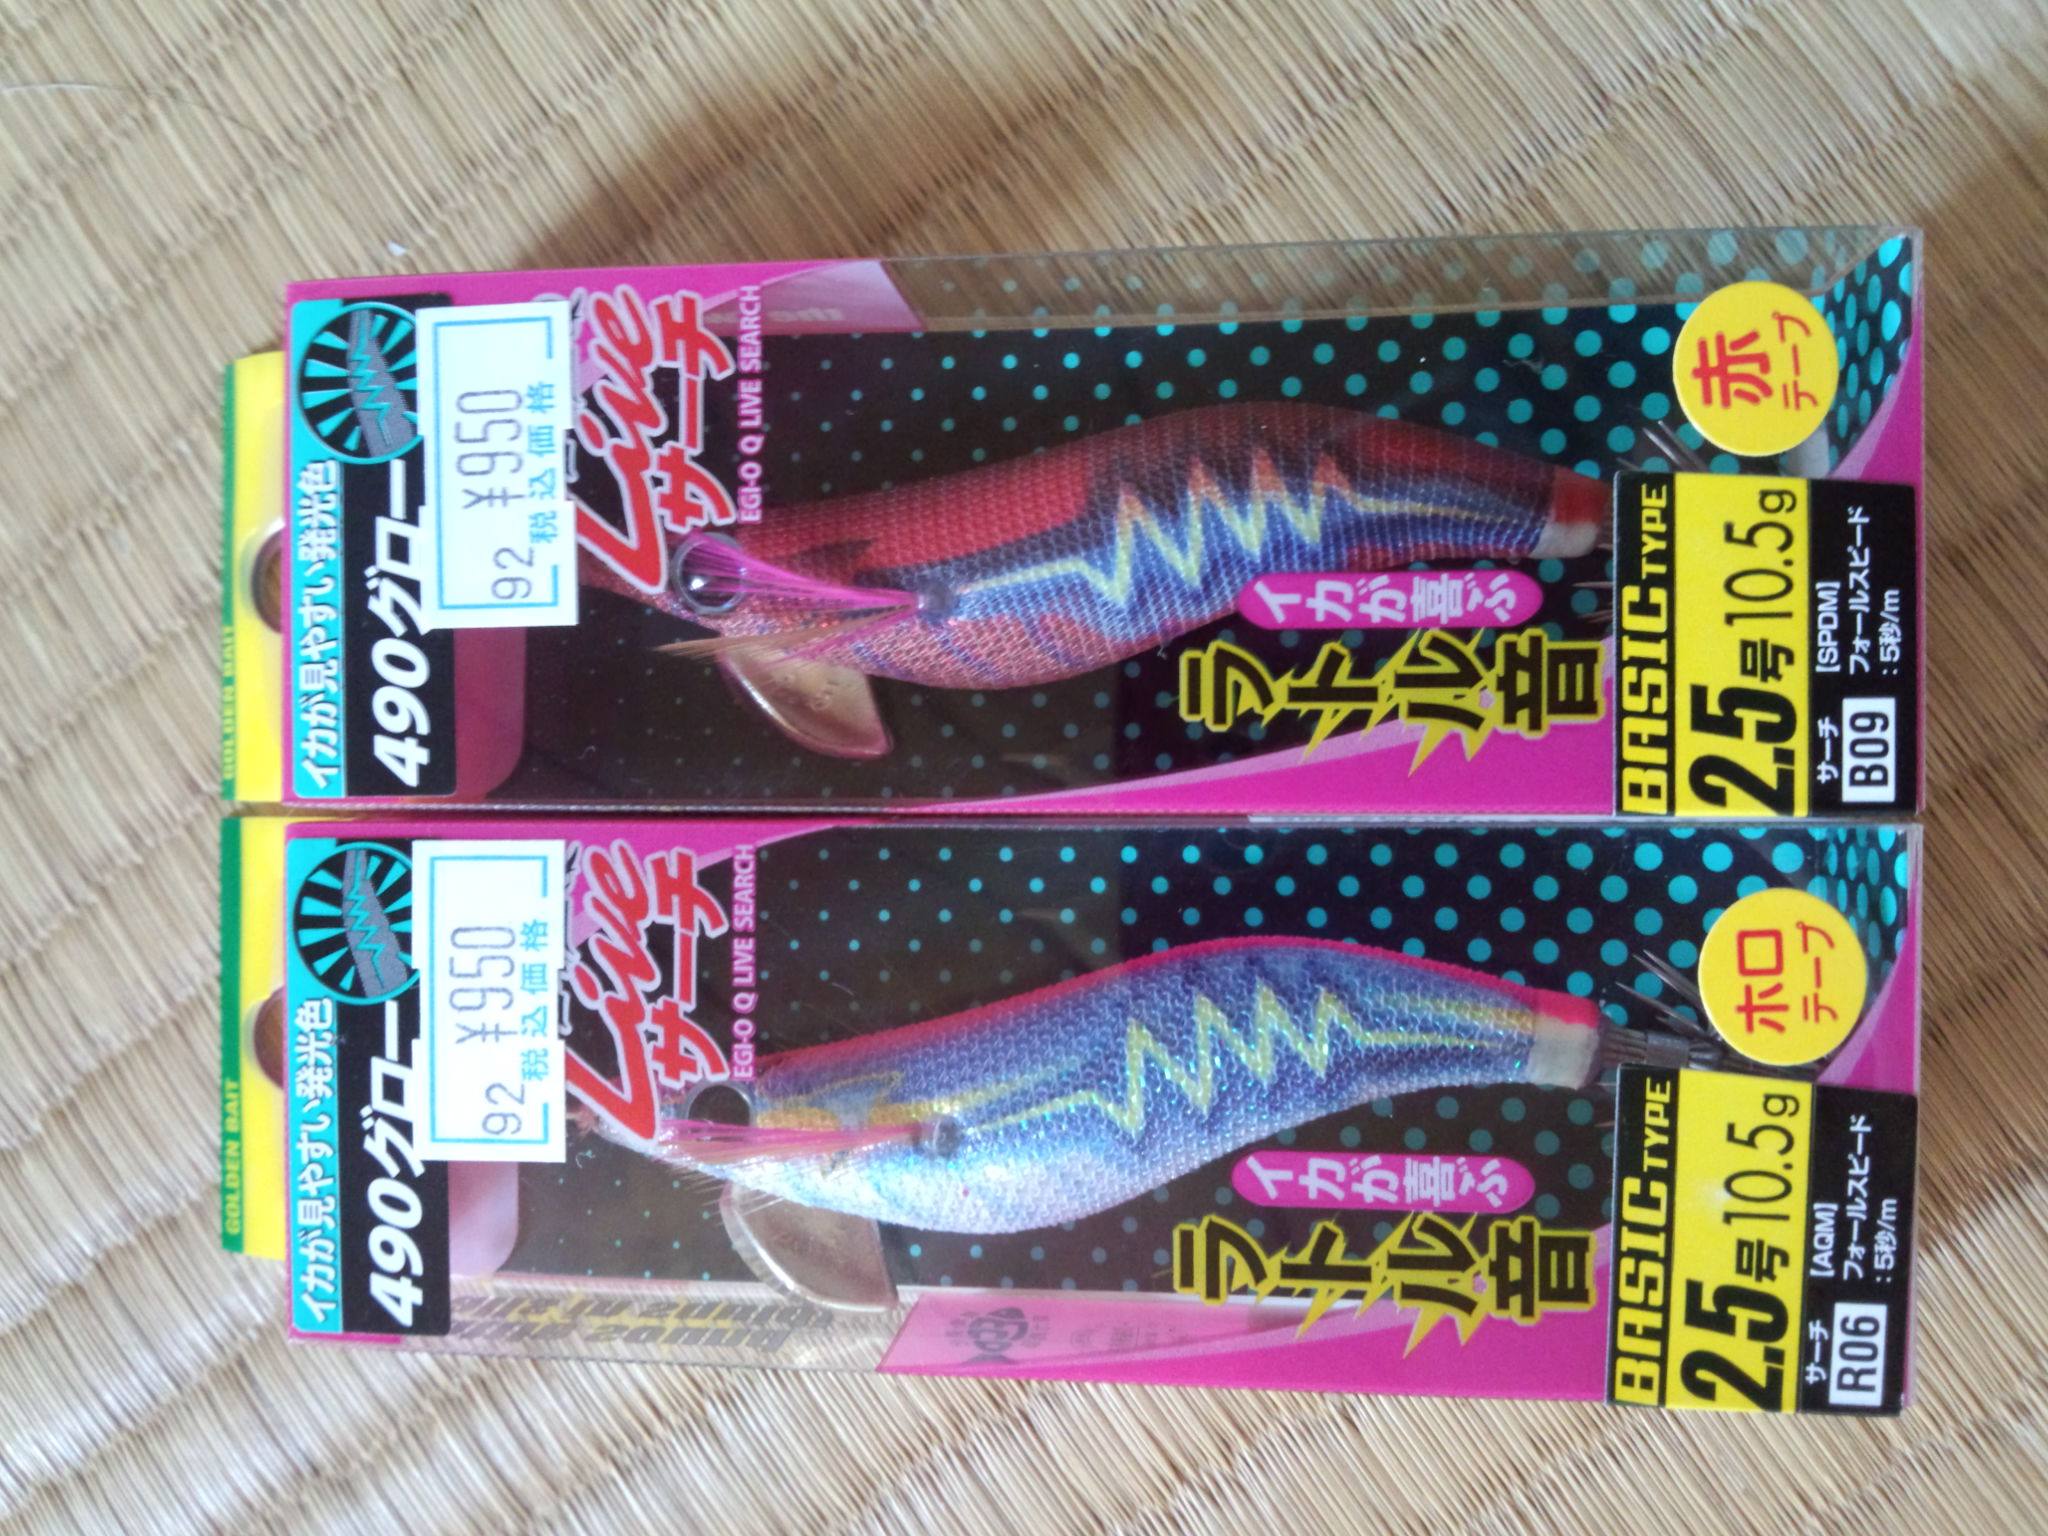 GOLDEN BAIT
イカが見やすい発光色
490グロー
92 ¥950
税込価格
Live
サーチ
EGI-O Q LIVE SEARCH
イカが喜ぶ
ラトル音
赤
テープ
BASIC TYPE
2.5号 10.5g
サーチ
B09
【SPDM】
フォールスピード
:5秒/m
GOLDEN BAIT
イカが見やすい発光色
490グロー
92 ¥950
税込価格
Live
サーチ
EGI-O Q LIVE SEARCH
イカが喜ぶ
ラトル音
ホロ
テープ
BASIC TYPE
2.5号 10.5g
サーチ
R06
【AQM】
フォールスピード
:5秒/m